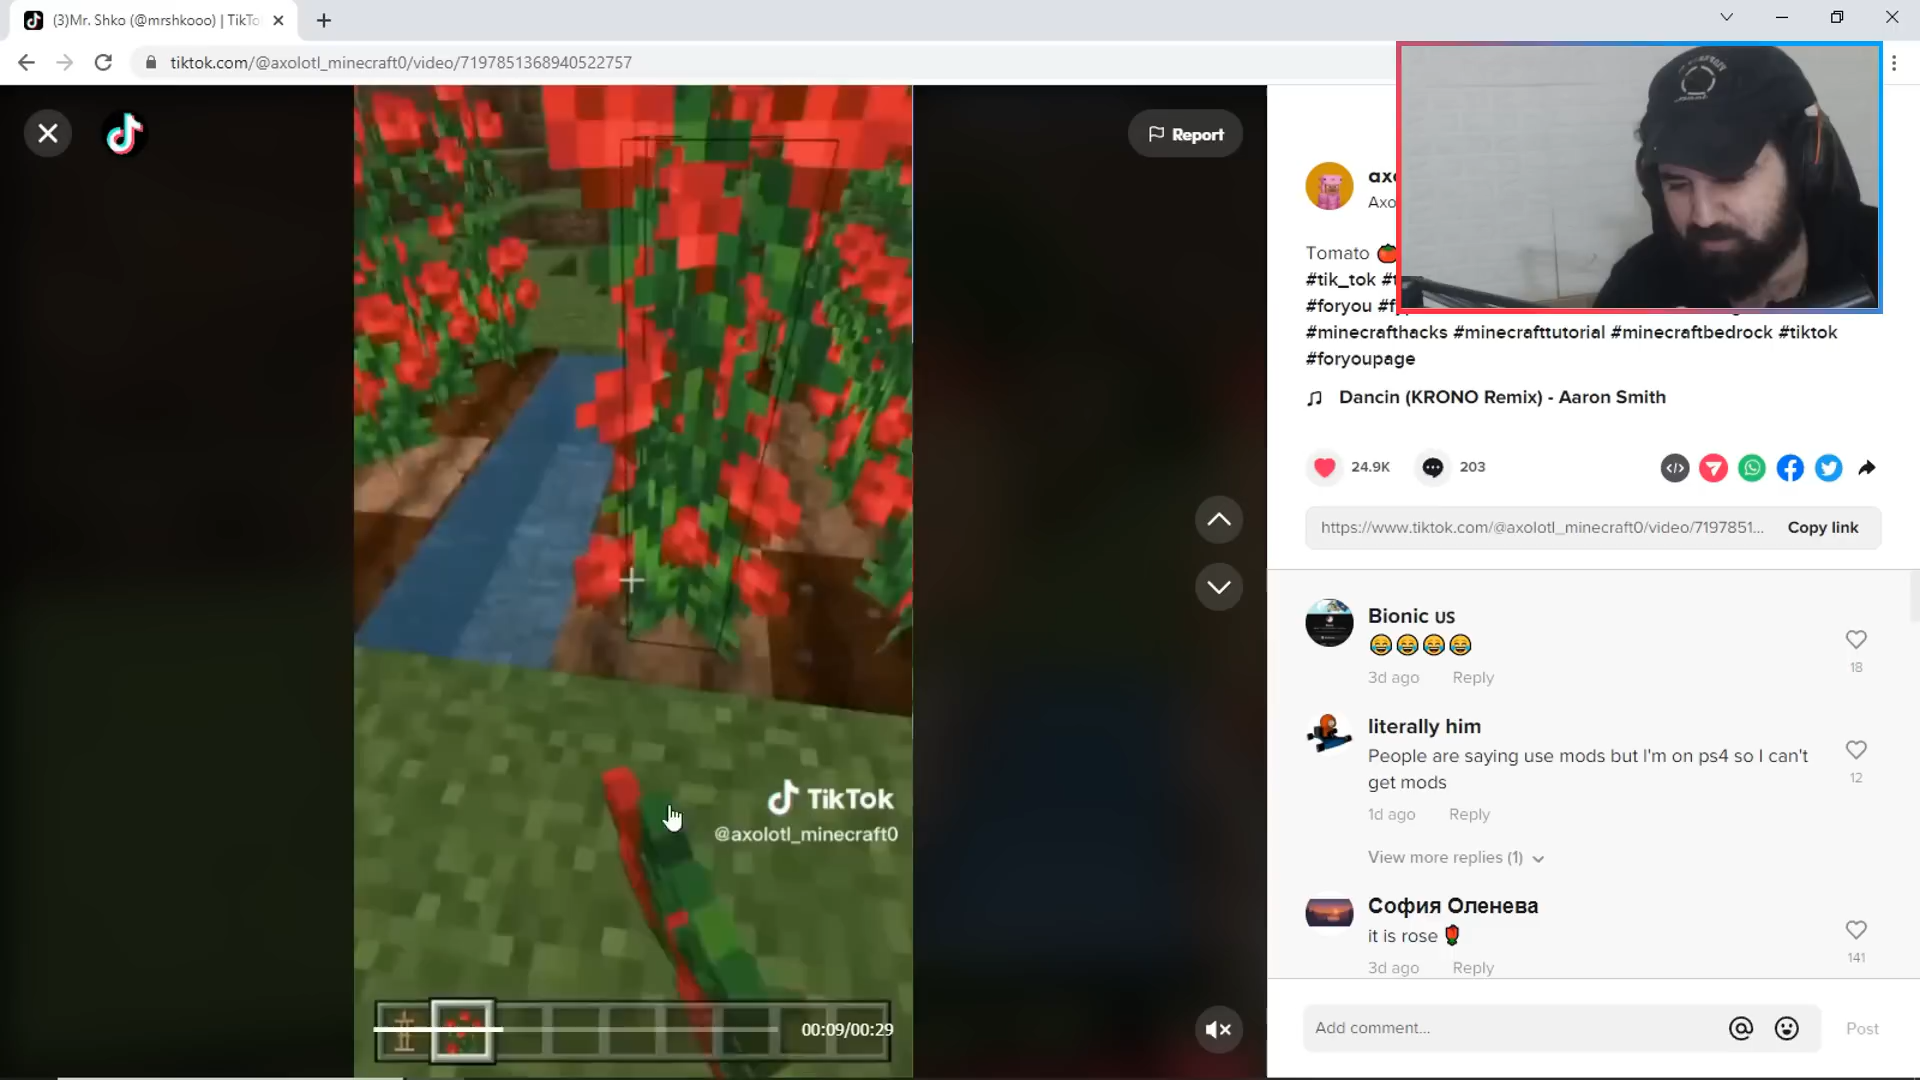 (3)Mr. Shko (@mrshkooo) | TikTo
tiktok.com/@axolotl_minecraft0/video/7197851368940522757
Report
axo
Axo
Tomato 🍅
#tik_tok
#foryou
#minecrafthacks #minecrafttutorial #minecraftbedrock #tiktok
#foryoupage
Dancin (KRONO Remix) - Aaron Smith
24.9K
203
https://www.tiktok.com/@axolotl_minecraft0/video/7197851... Copy link
Bionic us
😂😂😂😂
18
3d ago Reply
literally him
People are saying use mods but I'm on ps4 so I can't
get mods
12
1d ago Reply
View more replies (1)
София Оленева
it is rose 🌹
141
3d ago Reply
TikTok
@axolotl_minecraft0
00:09/00:29
Add comment...
Post